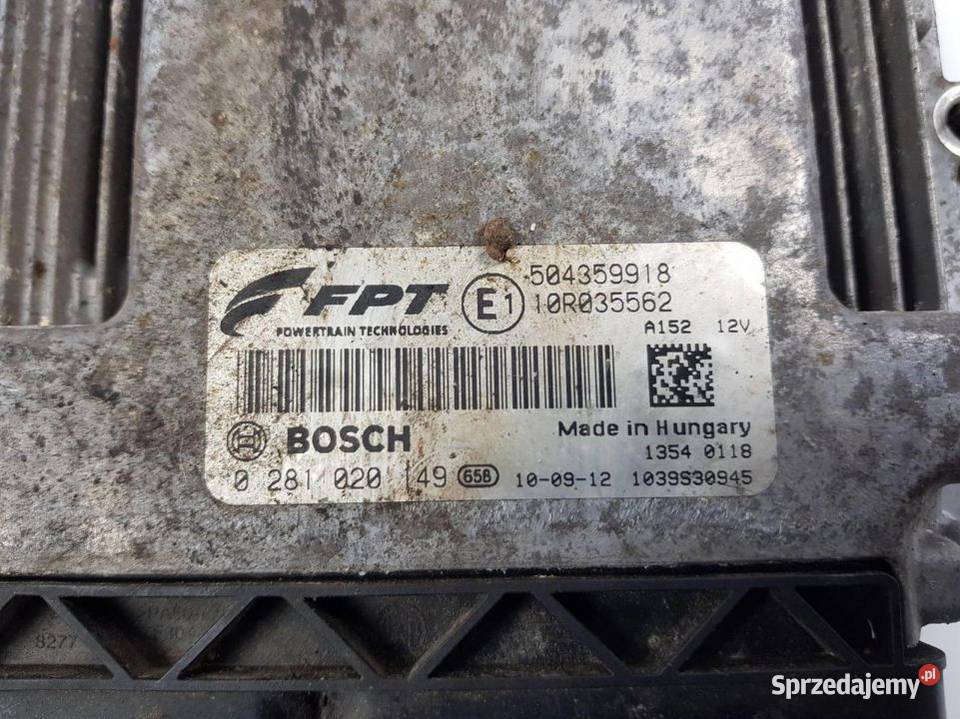 FPT
POWERTRAIN TECHNOLOGIES
E1
504359918
10R035562
A152 12V
BOSCH
Made in Hungary
1354 0118
0 281 020 149 658 10-09-12 1039S30945
8277
Sprzedajemy.pl